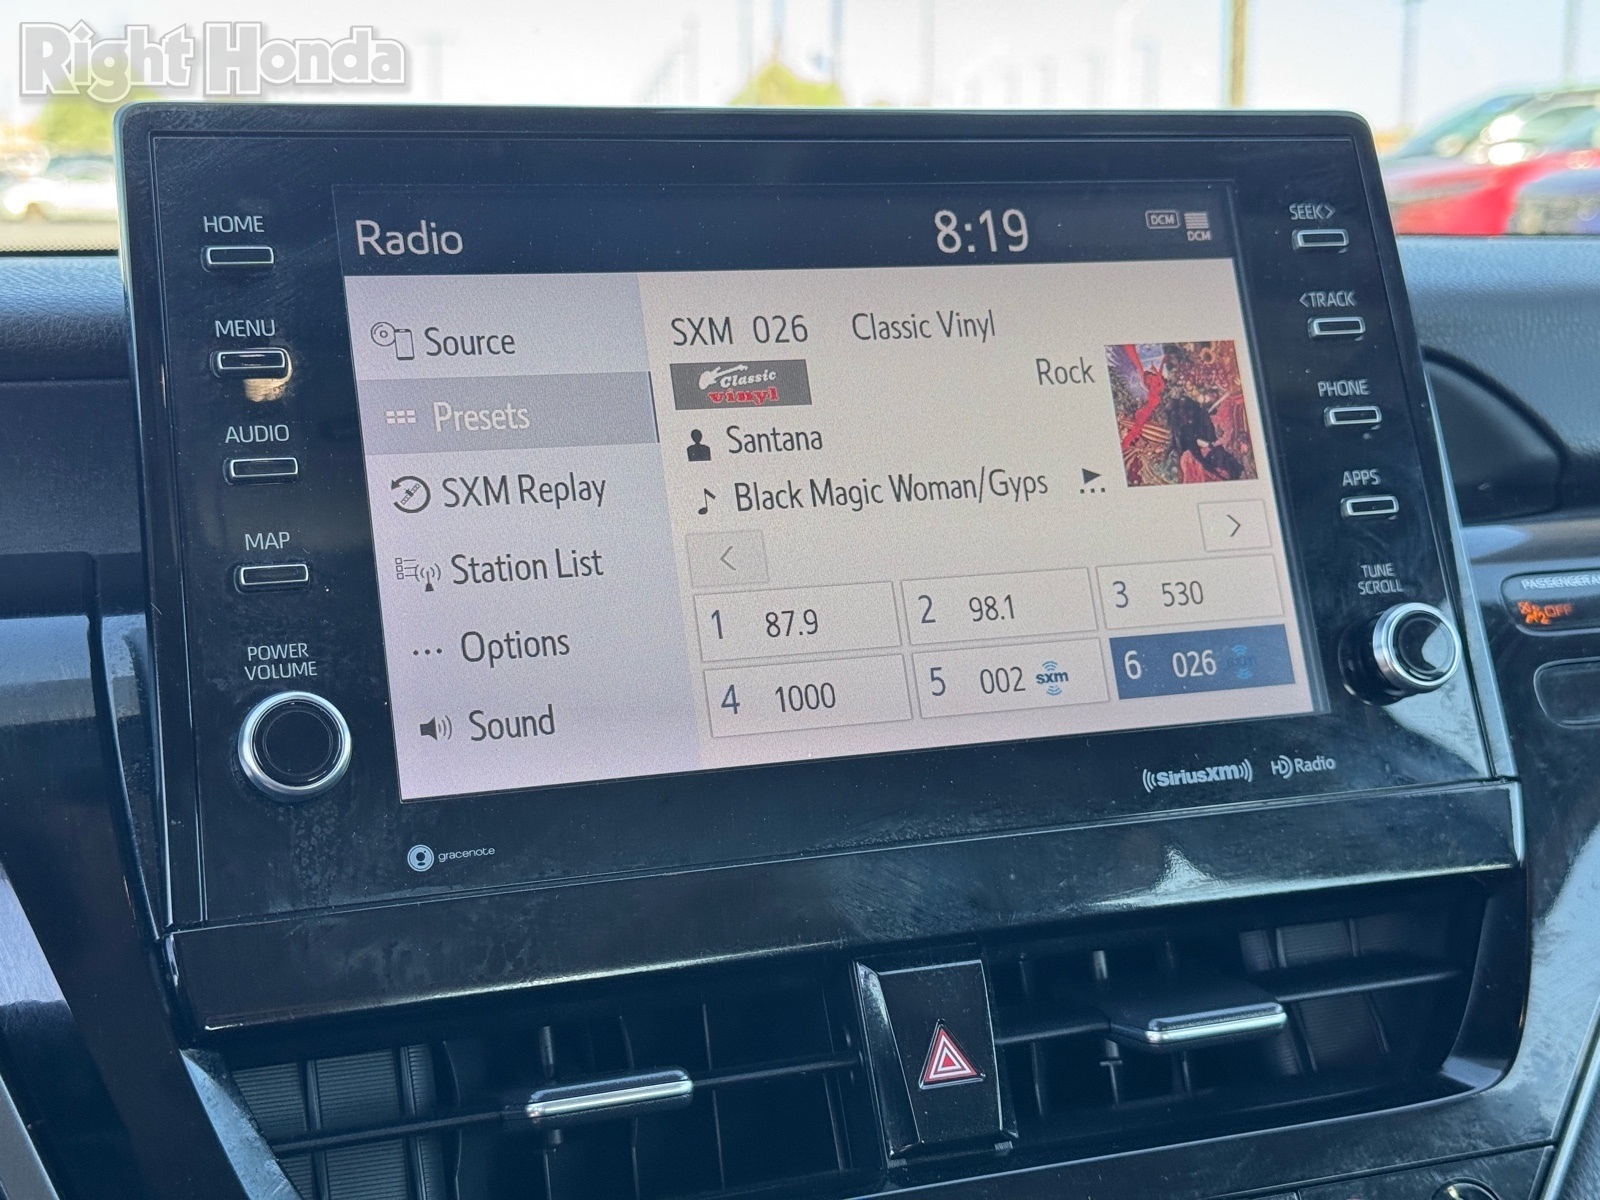 Right Honda
HOME
MENU
AUDIO
MAP
POWER
VOLUME
Radio
8:19
DCM
DCM
Source
Presets
SXM Replay
Station List
Options
Sound
SXM 026 Classic Vinyl
Classic
vinyl
Rock
Santana
Black Magic Woman/Gyps
1 87.9
2 98.1
3 530
4 1000
5 002 sxm
6 026 sxm
SEEK>
<TRACK
PHONE
APPS
TUNE
SCROLL
gracenote
((SiriusXM))
HD Radio
PASSENGER
OFF